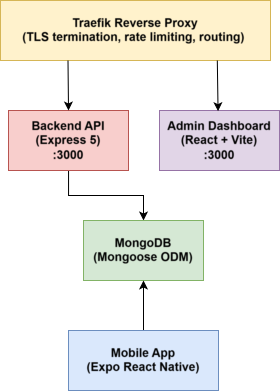 Traefik Reverse Proxy
(TLS termination, rate limiting, routing)
Backend API
(Express 5)
:3000
Admin Dashboard
(React + Vite)
:3000
MongoDB
(Mongoose ODM)
Mobile App
(Expo React Native)